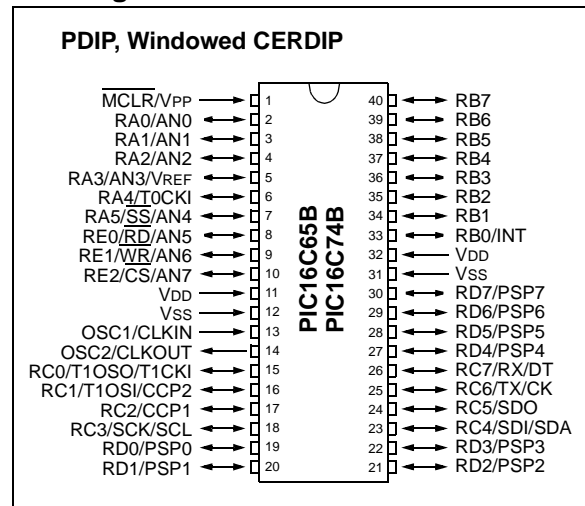 PDIP, Windowed CERDIP
MCLR/VPP 1 40 RB7
RA0/AN0 2 39 RB6
RA1/AN1 3 38 RB5
RA2/AN2 4 37 RB4
RA3/AN3/VREF 5 36 RB3
RA4/T0CKI 6 35 RB2
RA5/SS/AN4 7 34 RB1
RE0/RD/AN5 8 33 RB0/INT
RE1/WR/AN6 9 32 VDD
RE2/CS/AN7 10 31 VSS
VDD 11 30 RD7/PSP7
VSS 12 29 RD6/PSP6
OSC1/CLKIN 13 28 RD5/PSP5
OSC2/CLKOUT 14 27 RD4/PSP4
RC0/T1OSO/T1CKI 15 26 RC7/RX/DT
RC1/T1OSI/CCP2 16 25 RC6/TX/CK
RC2/CCP1 17 24 RC5/SDO
RC3/SCK/SCL 18 23 RC4/SDI/SDA
RD0/PSP0 19 22 RD3/PSP3
RD1/PSP1 20 21 RD2/PSP2
PIC16C65B
PIC16C74B